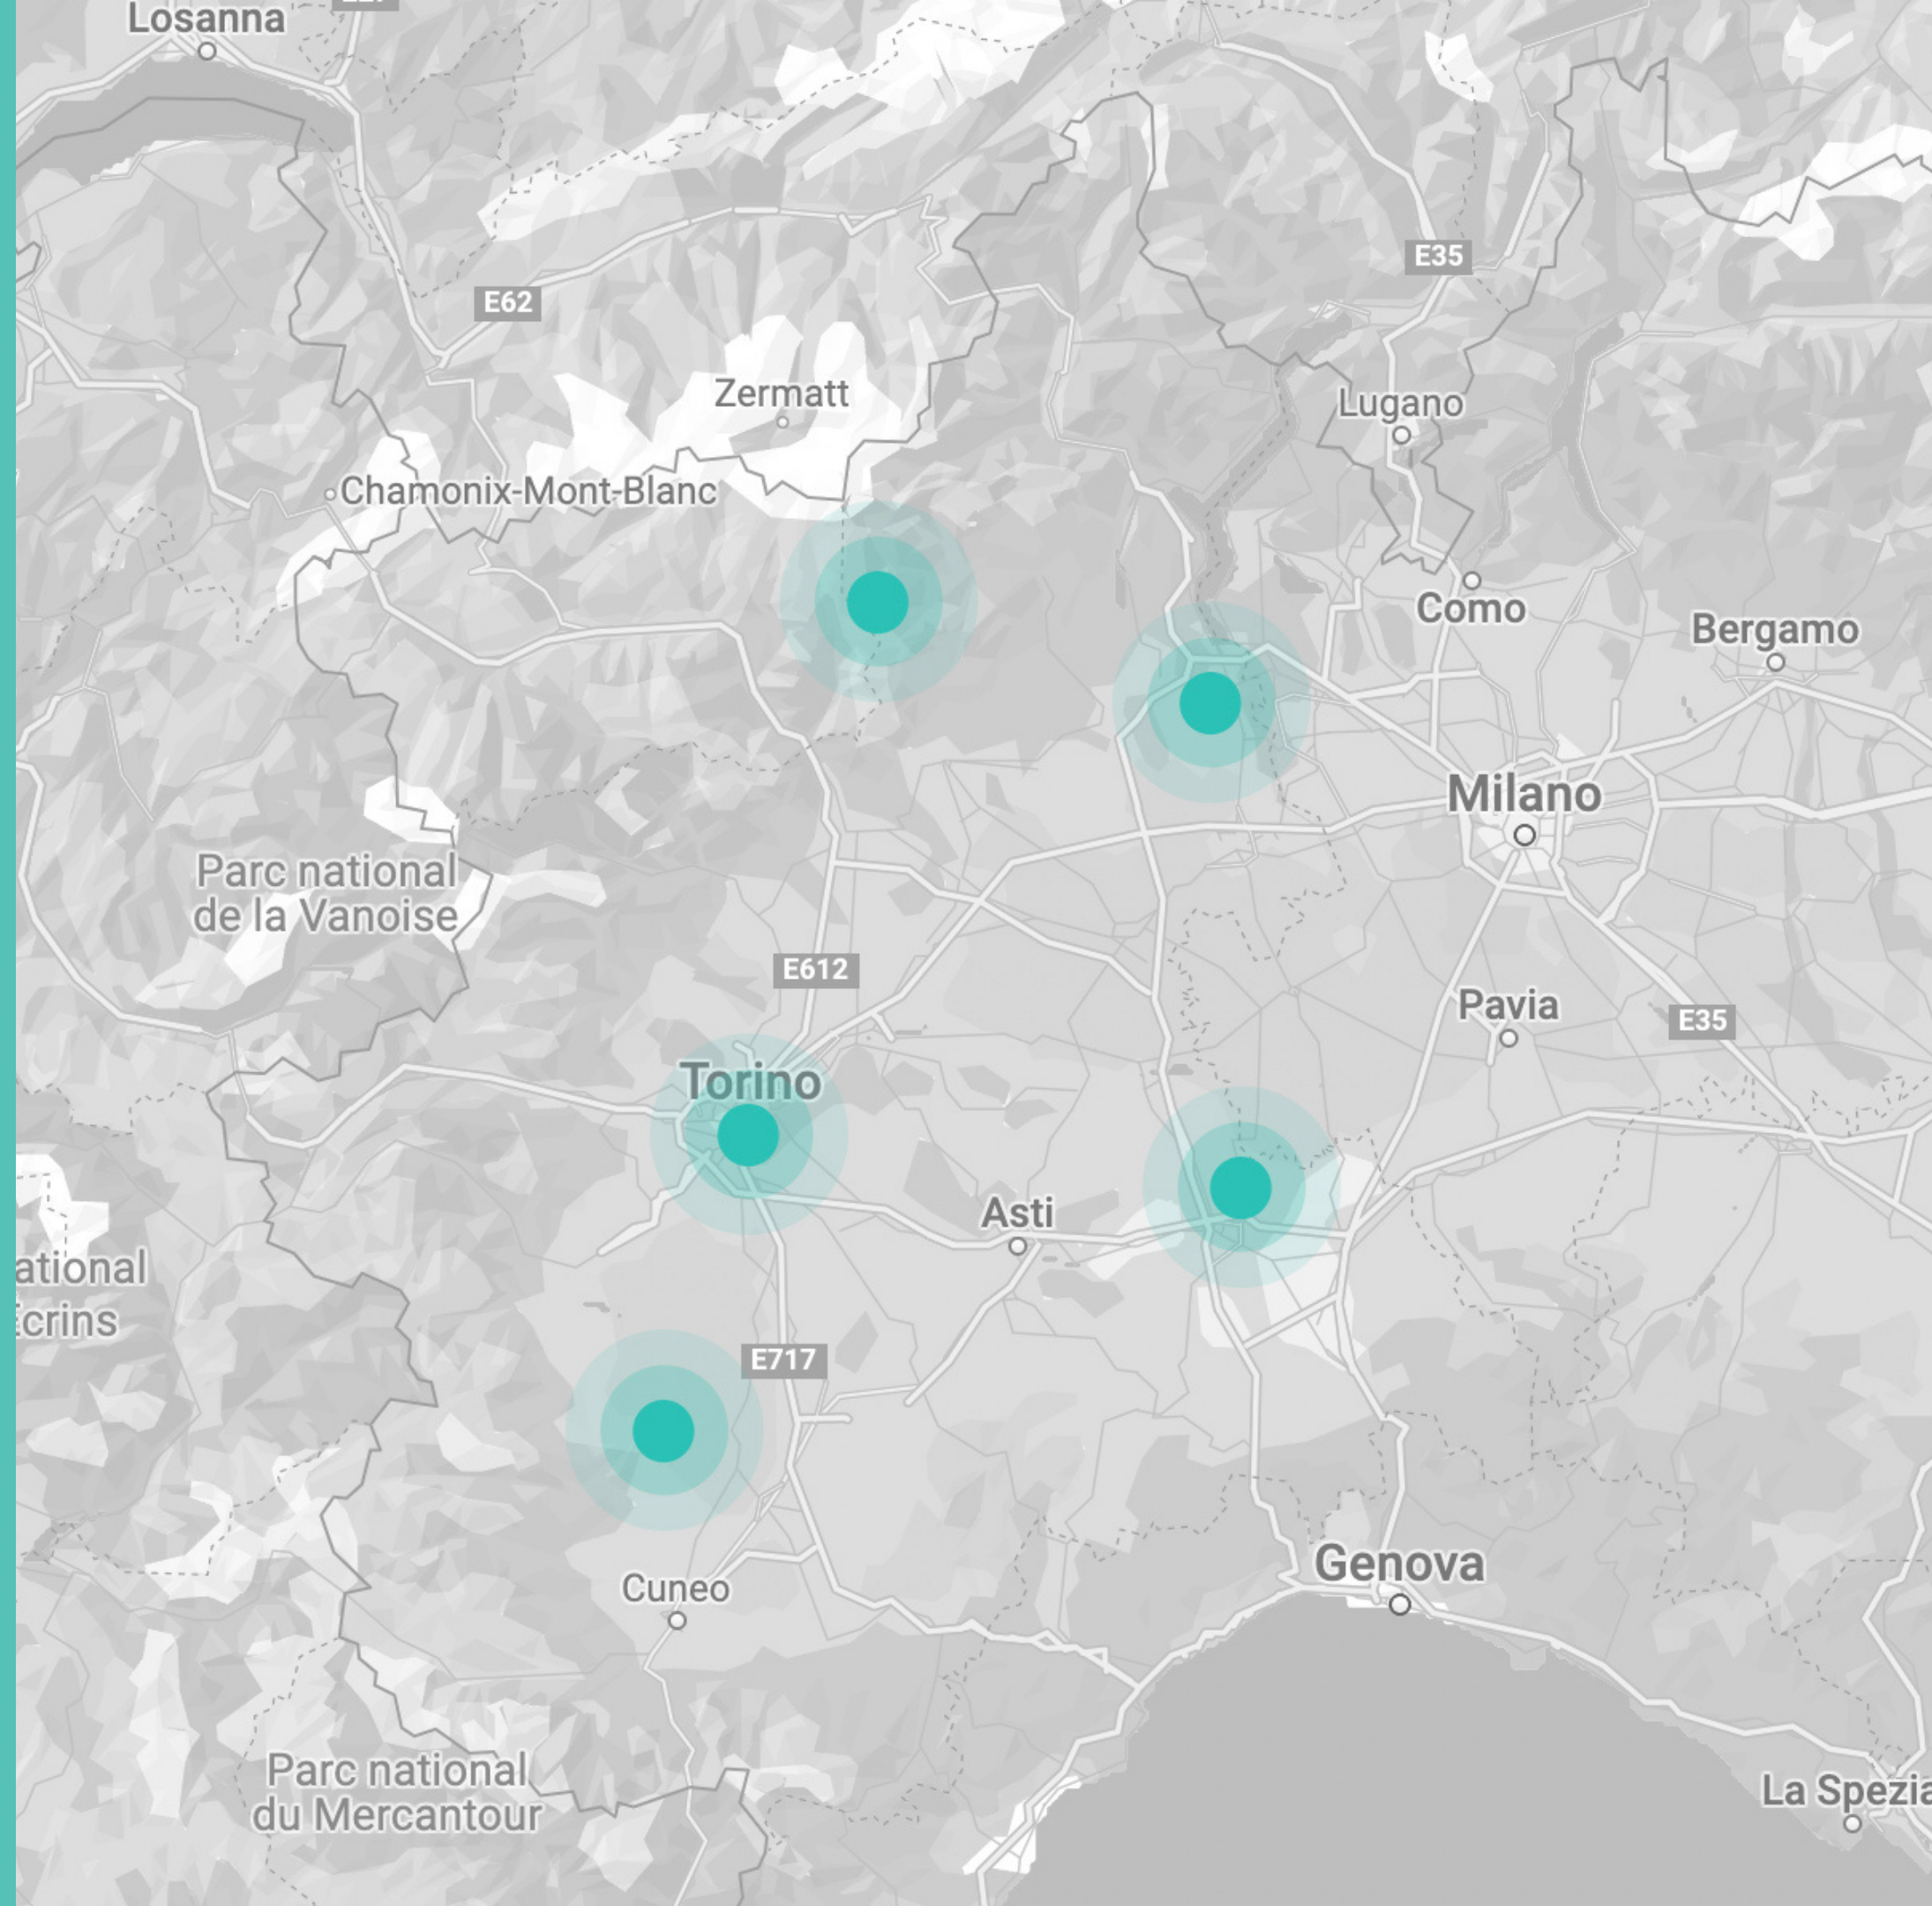 Losanna
E35
E62
Zermatt
Lugano
Chamonix-Mont-Blanc
Como
Bergamo
Milano
Parc national
de la Vanoise
E612
Pavia
E35
Torino
Asti
ational
Ecrins
E717
Genova
Cuneo
Parc national
du Mercantour
La Spezia